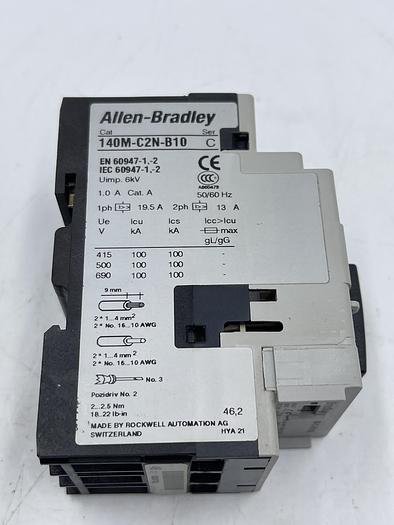 Allen-Bradley
Cat Ser
140M-C2N-B10 C
EN 60947-1,-2
IEC 60947-1,-2
Uimp. 6kV
CE
CCC
A000473
1.0 A Cat. A 50/60 Hz
1ph 19.5 A 2ph 13 A
Ue Icu Ics Icc>Icu
V kA kA max
gL/gG
415 100 100 -
500 100 100 -
690 100 100 -
9 mm
2 * 1...4 mm²
2 * No. 16...10 AWG
2 * 1...4 mm²
2 * No. 16...10 AWG
No. 3
Pozidriv No. 2
2...2.5 Nm
18...22 lb-in
46,2
MADE BY ROCKWELL AUTOMATION AG
SWITZERLAND HYA 21